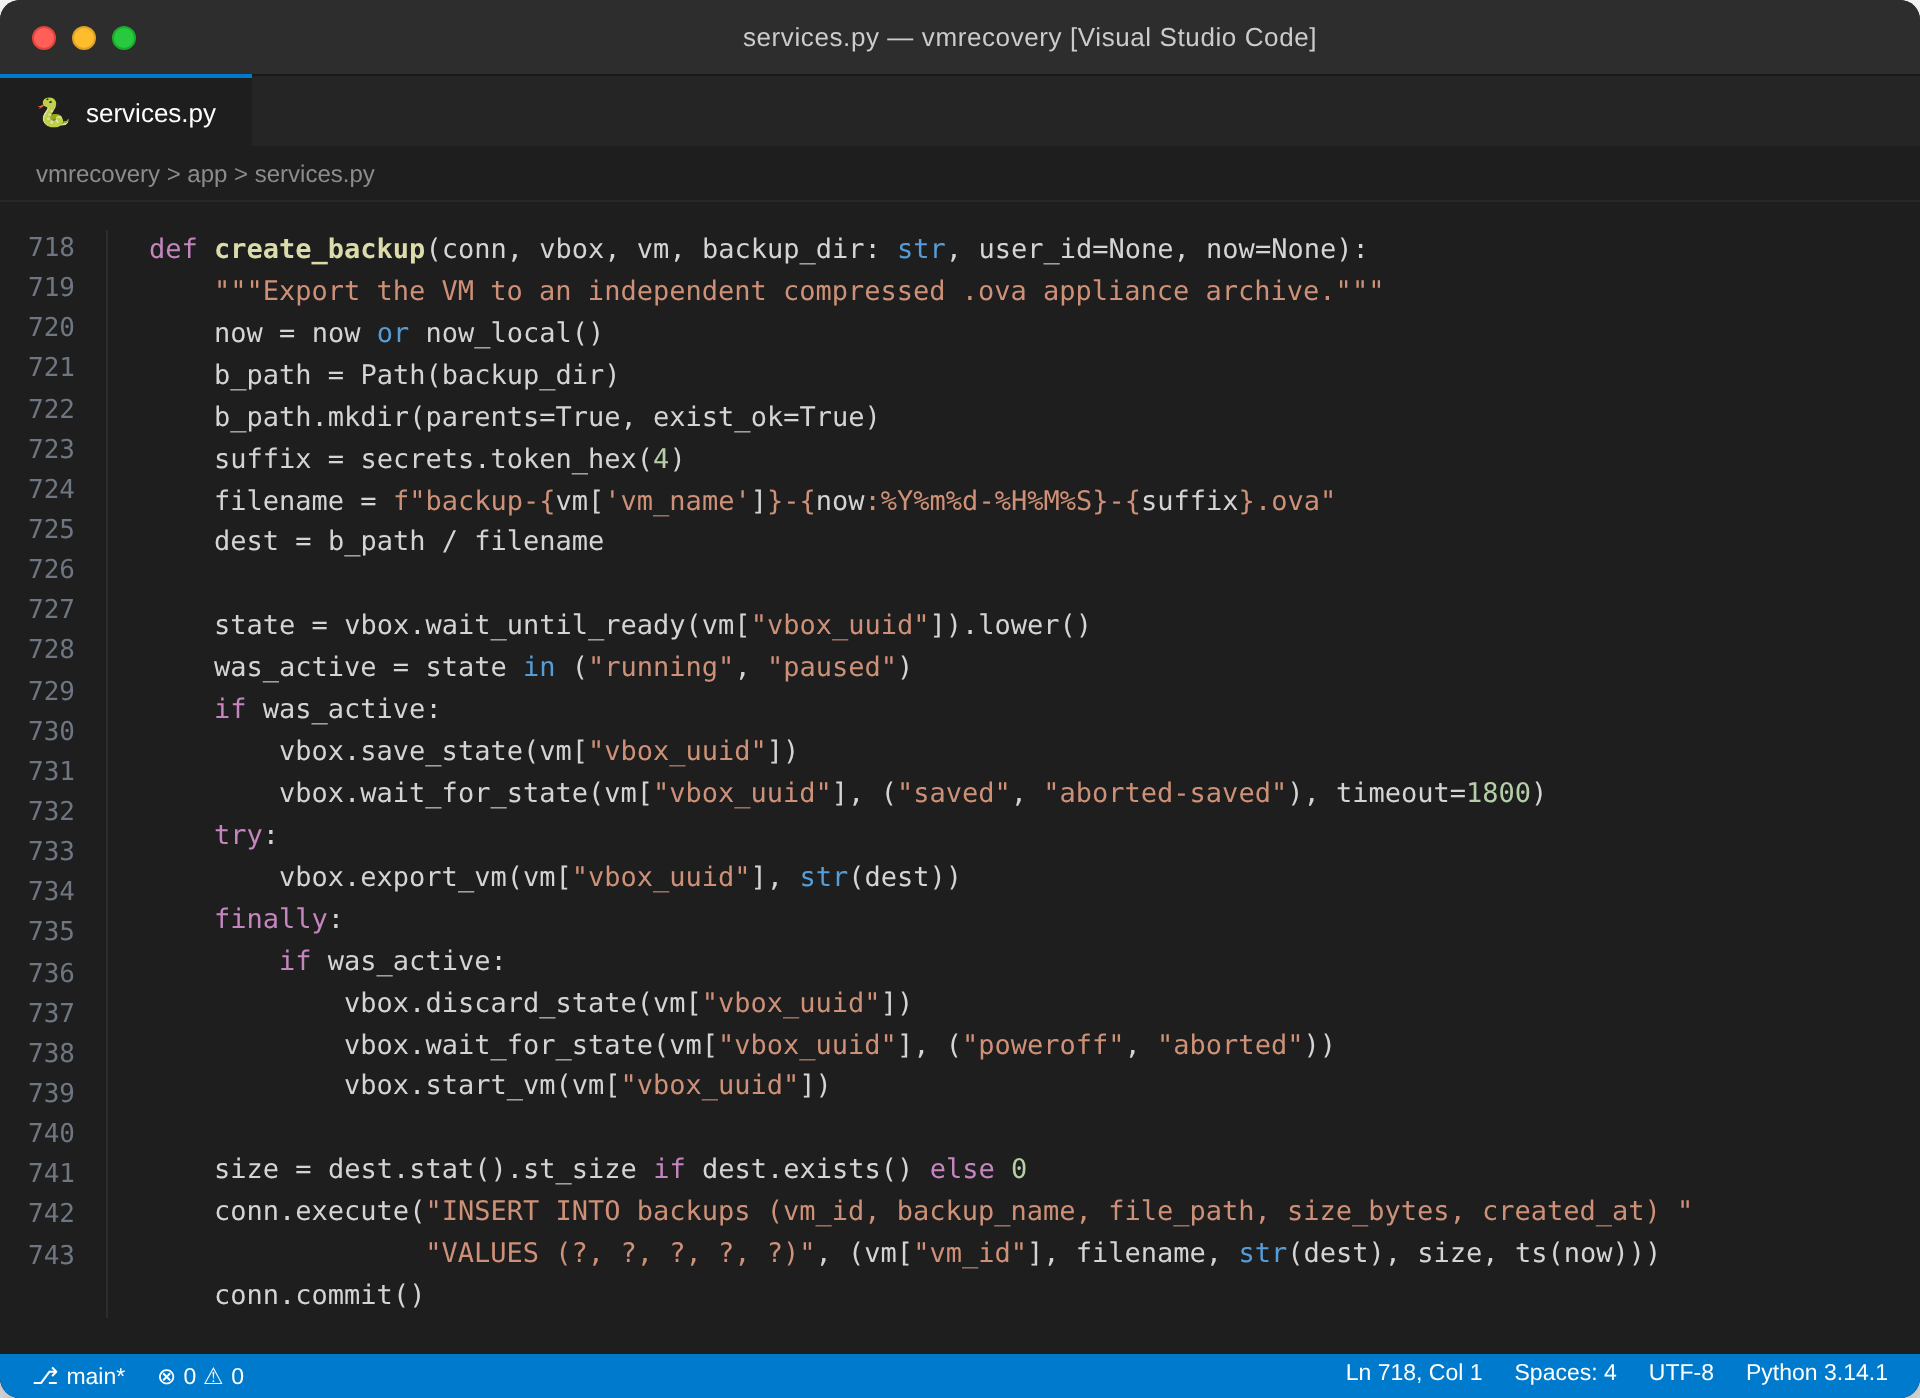 services.py — vmrecovery [Visual Studio Code]
🐍 services.py
vmrecovery > app > services.py
718 def create_backup(conn, vbox, vm, backup_dir: str, user_id=None, now=None):
719     """Export the VM to an independent compressed .ova appliance archive."""
720     now = now or now_local()
721     b_path = Path(backup_dir)
722     b_path.mkdir(parents=True, exist_ok=True)
723     suffix = secrets.token_hex(4)
724     filename = f"backup-{vm['vm_name']}-{now:%Y%m%d-%H%M%S}-{suffix}.ova"
725     dest = b_path / filename
726
727     state = vbox.wait_until_ready(vm["vbox_uuid"]).lower()
728     was_active = state in ("running", "paused")
729     if was_active:
730         vbox.save_state(vm["vbox_uuid"])
731         vbox.wait_for_state(vm["vbox_uuid"], ("saved", "aborted-saved"), timeout=1800)
732     try:
733         vbox.export_vm(vm["vbox_uuid"], str(dest))
734     finally:
735         if was_active:
736             vbox.discard_state(vm["vbox_uuid"])
737             vbox.wait_for_state(vm["vbox_uuid"], ("poweroff", "aborted"))
738             vbox.start_vm(vm["vbox_uuid"])
739
740     size = dest.stat().st_size if dest.exists() else 0
741     conn.execute("INSERT INTO backups (vm_id, backup_name, file_path, size_bytes, created_at) "
742                  "VALUES (?, ?, ?, ?, ?)", (vm["vm_id"], filename, str(dest), size, ts(now)))
743     conn.commit()
⎇ main* ⊗ 0 ⚠ 0 Ln 718, Col 1 Spaces: 4 UTF-8 Python 3.14.1